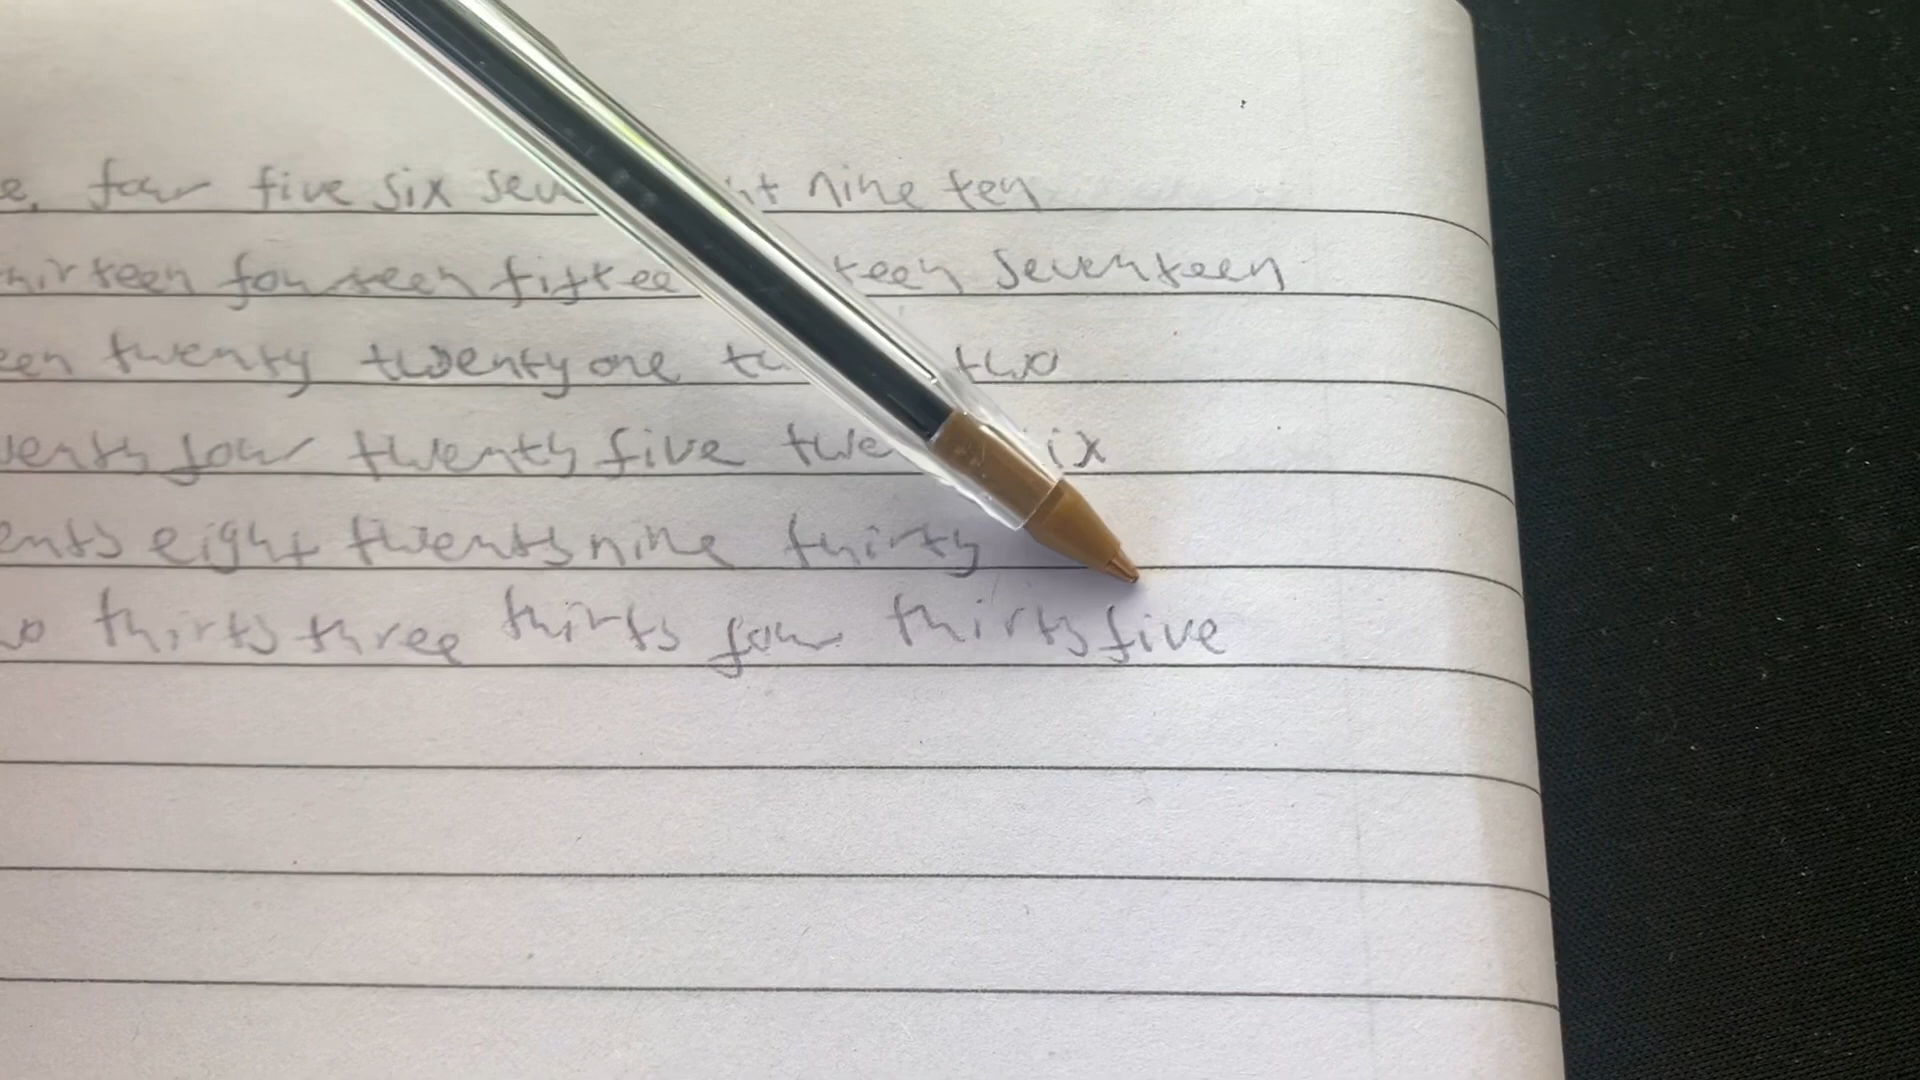 four five six nine ten
fourteen seventeen
twenty twenty one two
four twenty five
eight twenty nine thirty
thirty three thirty four thirty five